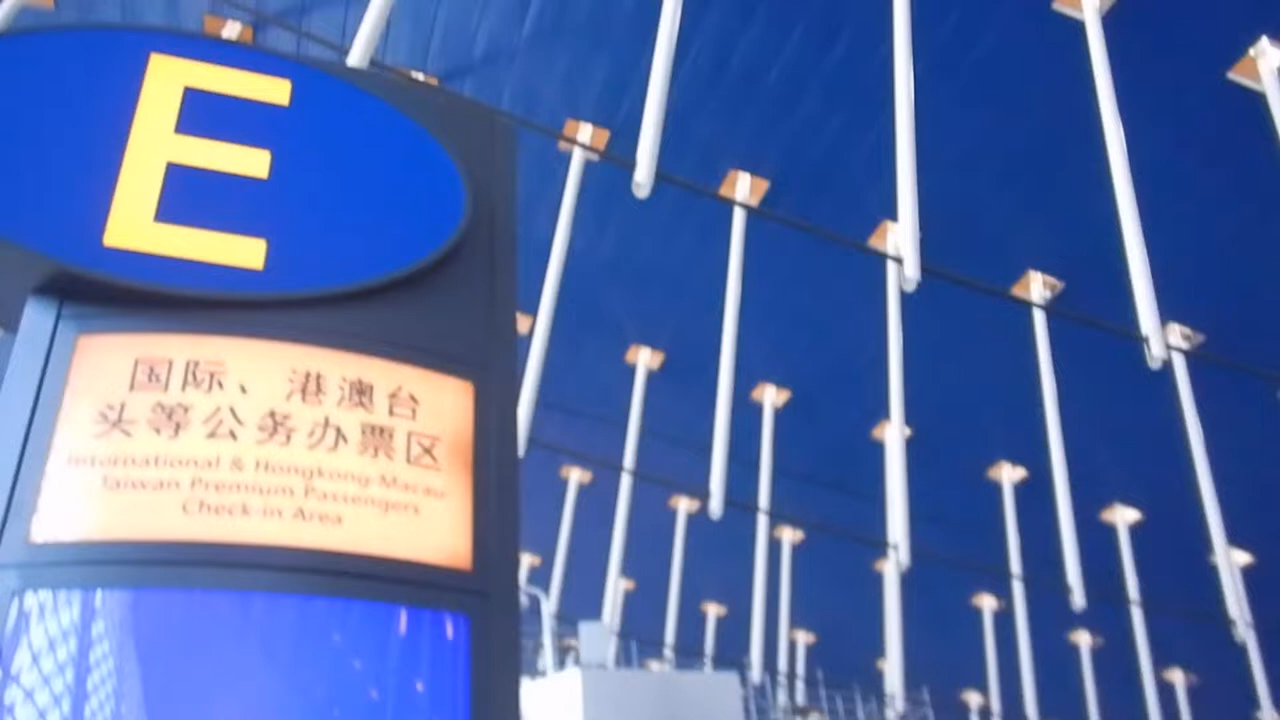 E
国际、港澳台
头等公务办票区
International & Hongkong-Macau-
Taiwan Premium Passengers
Check-in Area